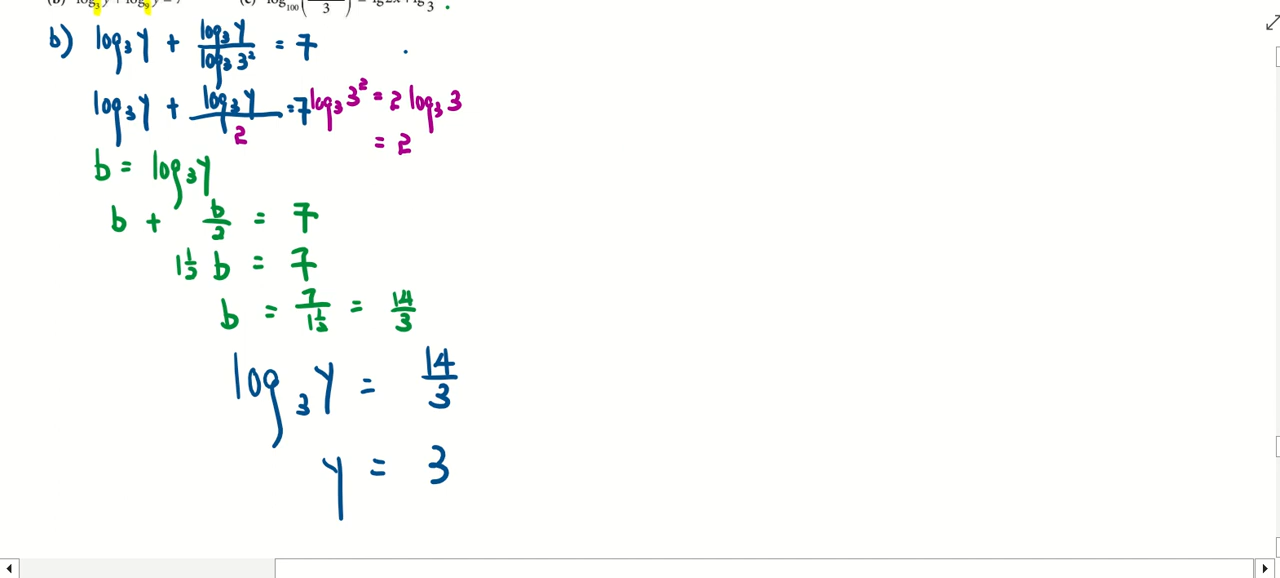 b) log₃ y + log₃ y / log₃ 3² = 7
log₃ y + log₃ y / 2 = 7 log₃ 3² = 2 log₃ 3
= 2
b = log₃ y
b + b/2 = 7
1½ b = 7
b = 7/1½ = 14/3
log₃ y = 14/3
y = 3